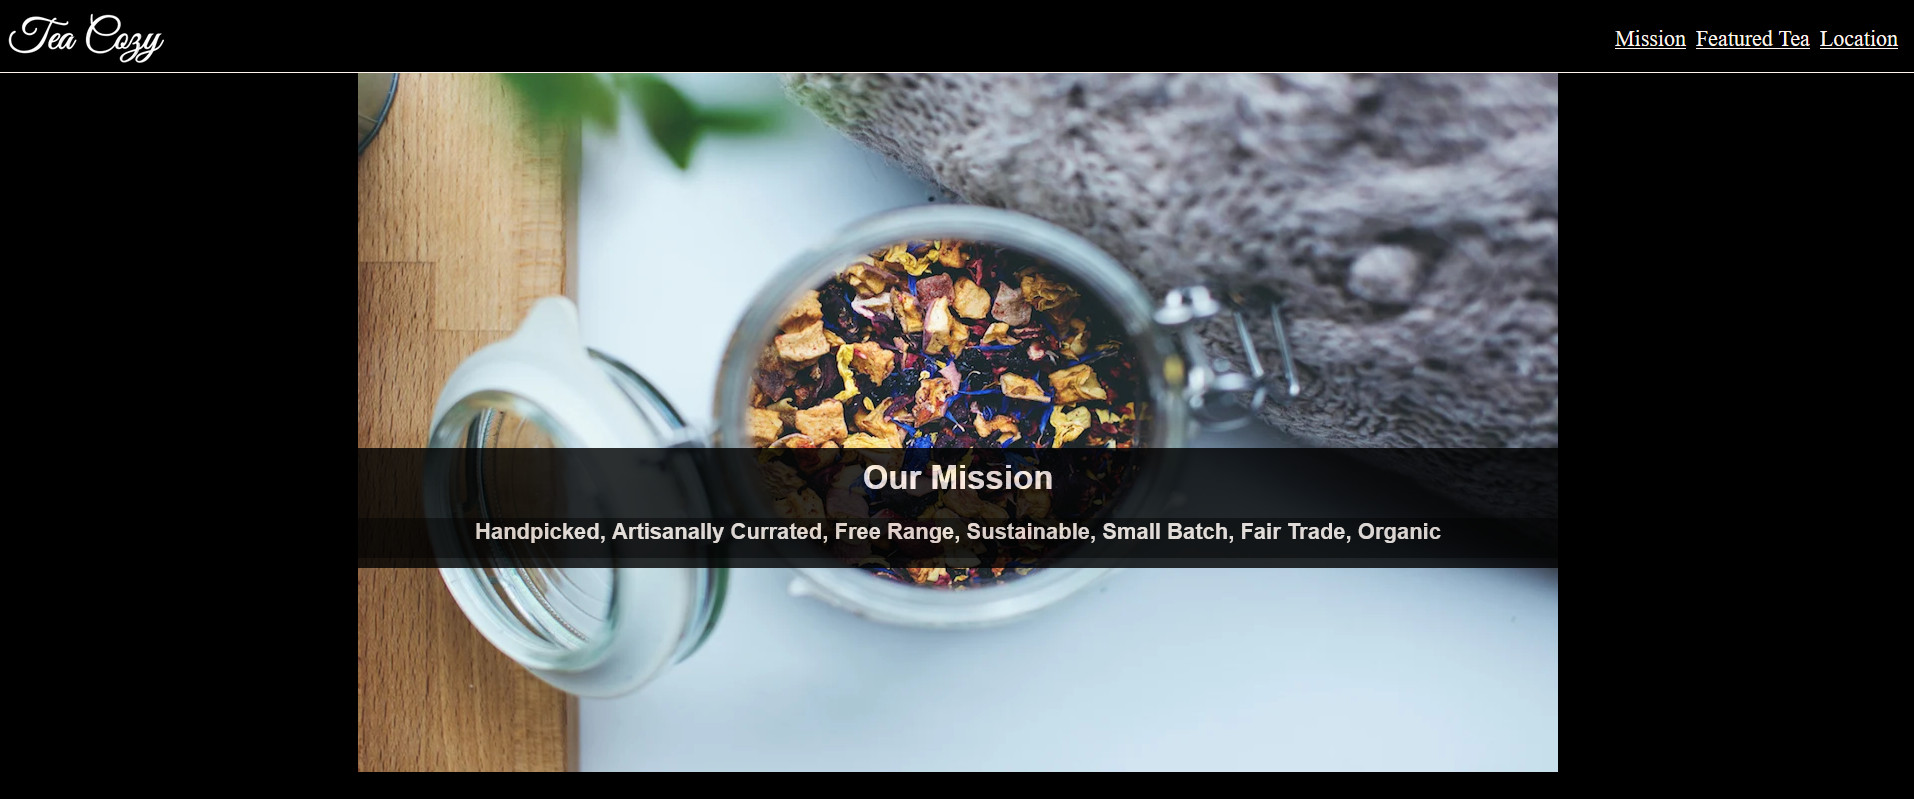 Tea Cozy
Mission Featured Tea Location
Our Mission
Handpicked, Artisanally Currated, Free Range, Sustainable, Small Batch, Fair Trade, Organic